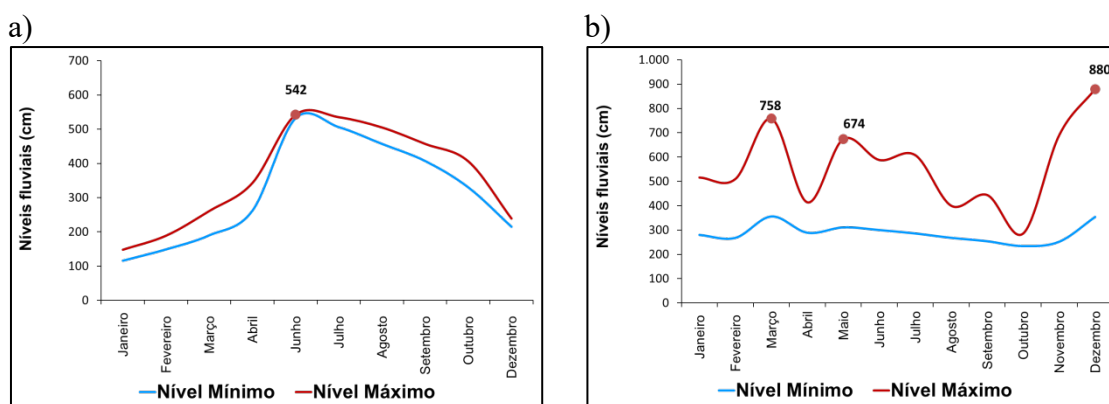 a)
Níveis fluviais (cm)
700
600
500
400
300
200
100
0
542
Janeiro
Fevereiro
Março
Abril
Junho
Julho
Agosto
Setembro
Outubro
Dezembro
Nível Mínimo
Nível Máximo
b)
Níveis fluviais (cm)
1.000
900
800
700
600
500
400
300
200
100
0
758
674
880
Janeiro
Fevereiro
Março
Abril
Maio
Junho
Julho
Agosto
Setembro
Outubro
Novembro
Dezembro
Nível Mínimo
Nível Máximo